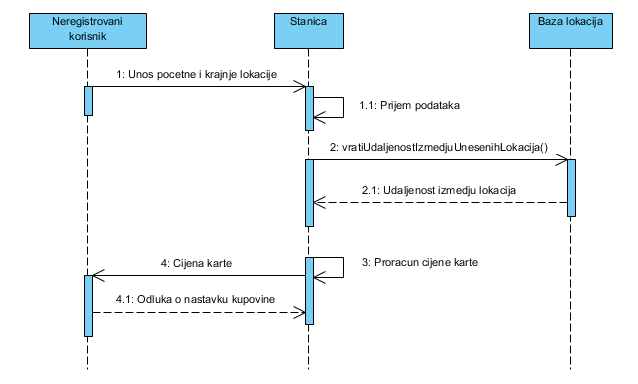 Neregistrovani
korisnik
Stanica
Baza lokacija
1: Unos pocetne i krajnje lokacije
1.1: Prijem podataka
2: vratiUdaljenostIzmedjuUnesenihLokacija()
2.1: Udaljenost izmedju lokacija
3: Proracun cijene karte
4: Cijena karte
4.1: Odluka o nastavku kupovine